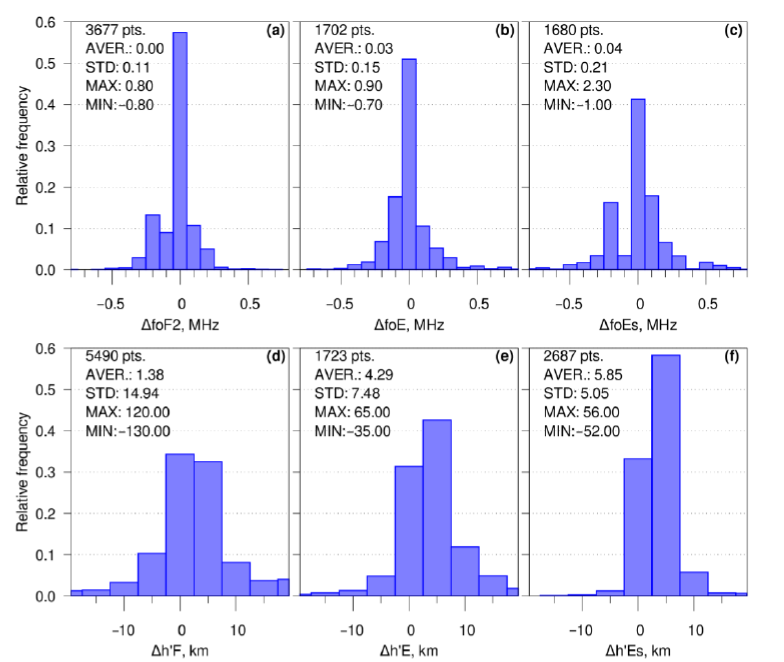 0.6
0.5
0.4
0.3
0.2
0.1
0.0
Relative frequency
3677 pts.
AVER.: 0.00
STD: 0.11
MAX: 0.80
MIN:−0.80
(a)
−0.5 0 0.5
ΔfoF2, MHz
1702 pts.
AVER.: 0.03
STD: 0.15
MAX: 0.90
MIN:−0.70
(b)
−0.5 0 0.5
ΔfoE, MHz
1680 pts.
AVER.: 0.04
STD: 0.21
MAX: 2.30
MIN:−1.00
(c)
−0.5 0 0.5
ΔfoEs, MHz
0.6
0.5
0.4
0.3
0.2
0.1
0.0
Relative frequency
5490 pts.
AVER.: 1.38
STD: 14.94
MAX: 120.00
MIN:−130.00
(d)
−10 0 10
Δh'F, km
1723 pts.
AVER.: 4.29
STD: 7.48
MAX: 65.00
MIN:−35.00
(e)
−10 0 10
Δh'E, km
2687 pts.
AVER.: 5.85
STD: 5.05
MAX: 56.00
MIN:−52.00
(f)
−10 0 10
Δh'Es, km